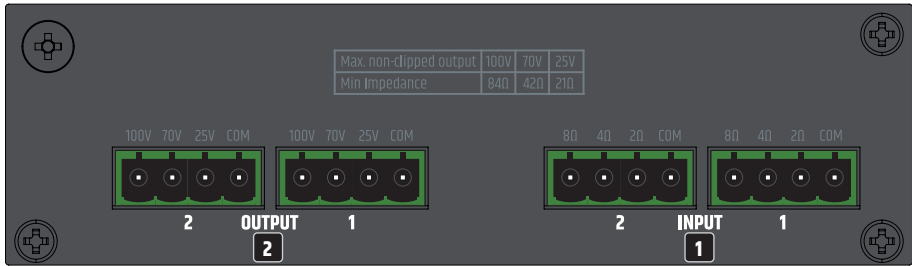 Max. non-clipped output 100V 70V 25V
Min Impedance 84Ω 42Ω 21Ω
100V 70V 25V COM 100V 70V 25V COM 8Ω 4Ω 2Ω COM 8Ω 4Ω 2Ω COM
2 OUTPUT 1 2 INPUT 1
2 1